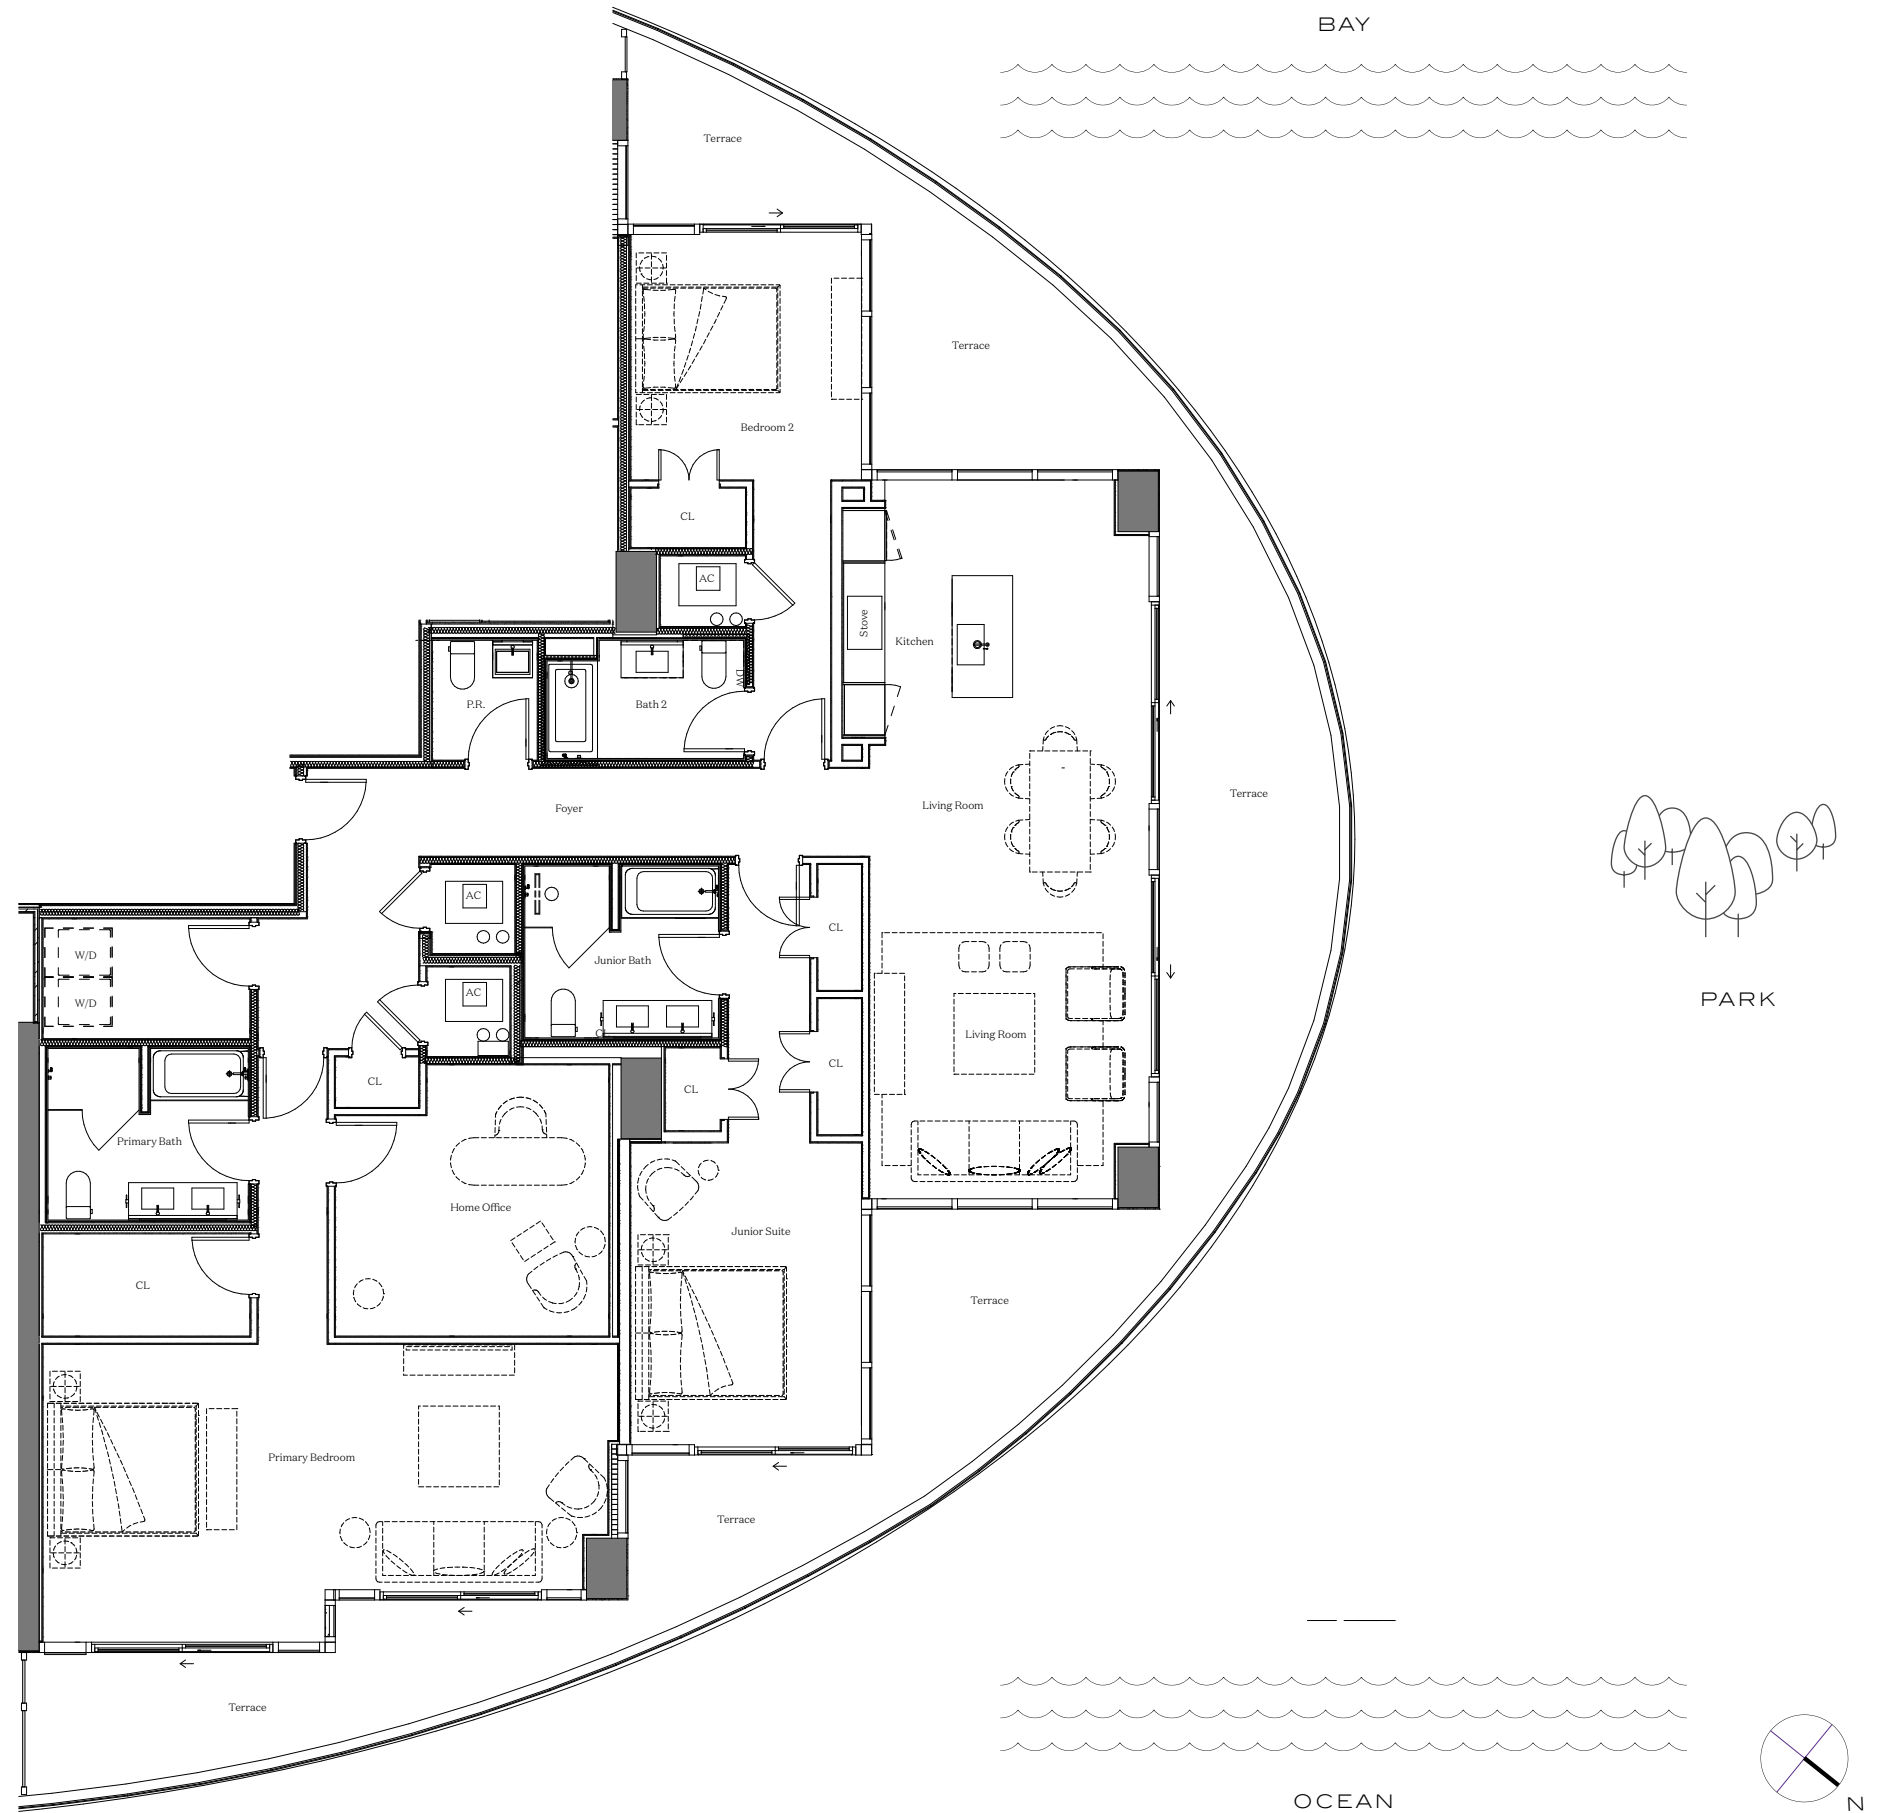 BAY
Terrace
Terrace
Bedroom 2
CL
AC
Stove
Kitchen
DW
P.R.
Bath 2
Terrace
Living Room
Foyer
AC
CL
W/D
Junior Bath
AC
W/D
PARK
Living Room
CL
CL
CL
Primary Bath
Home Office
Junior Suite
CL
Terrace
Primary Bedroom
Terrace
Terrace
OCEAN
N